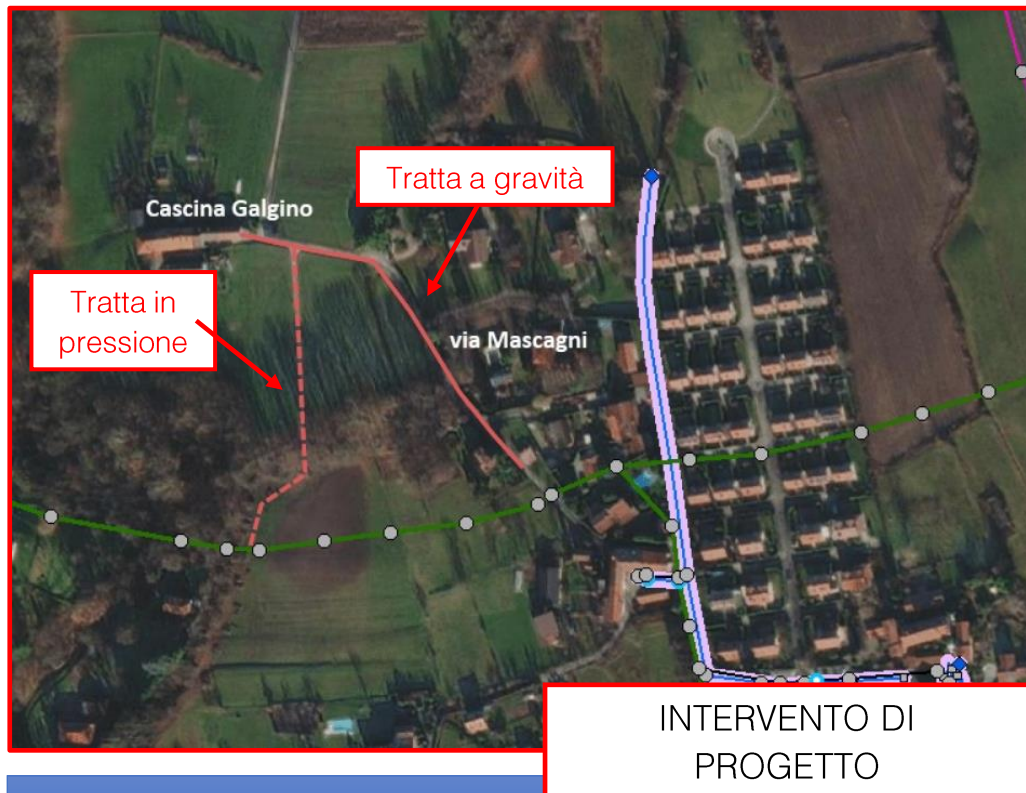 Tratta a gravità
Cascina Galgino
Tratta in
pressione
via Mascagni
INTERVENTO DI
PROGETTO